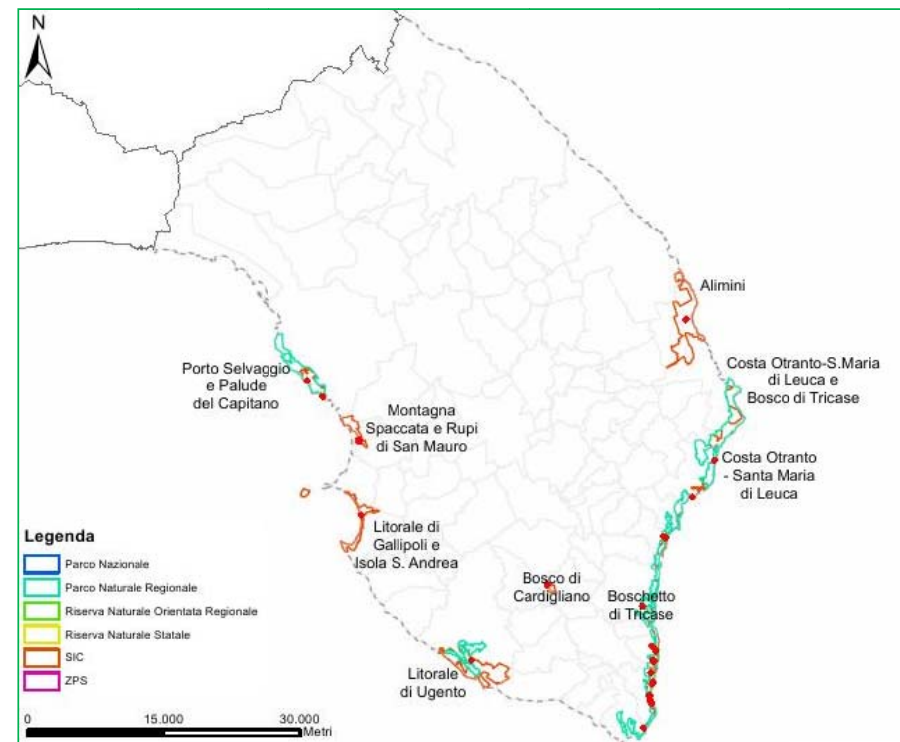 N
Alimini
Costa Otranto-S.Maria
di Leuca e
Bosco di Tricase
Porto Selvaggio
e Palude
del Capitano
Montagna
Spaccata e Rupi
di San Mauro
Costa Otranto
- Santa Maria
di Leuca
Litorale di
Gallipoli e
Isola S. Andrea
Bosco di
Cardigliano
Boschetto
di Tricase
Litorale
di Ugento
Legenda
Parco Nazionale
Parco Naturale Regionale
Riserva Naturale Orientata Regionale
Riserva Naturale Statale
SIC
ZPS
0 15.000 30.000
Metri